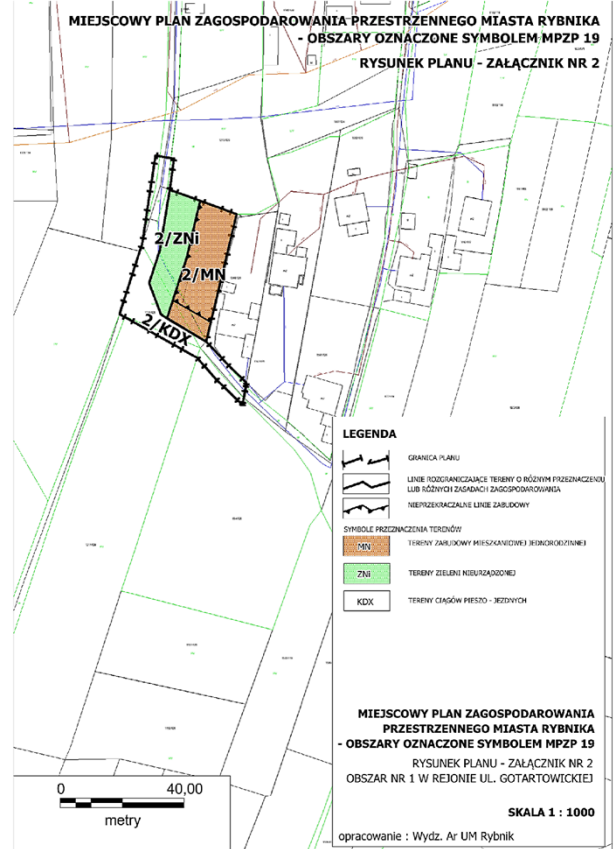 MIEJSCOWY PLAN ZAGOSPODAROWANIA PRZESTRZENNEGO MIASTA RYBNIKA
- OBSZARY OZNACZONE SYMBOLEM MPZP 19
RYSUNEK PLANU - ZAŁĄCZNIK NR 2
2/ZNi
2/MN
2/KDX
LEGENDA
GRANICA PLANU
LINIE ROZGRANICZAJĄCE TERENY O RÓŻNYM PRZEZNACZENIU
LUB RÓŻNYCH ZASADACH ZAGOSPODAROWANIA
NIEPRZEKRACZALNE LINIE ZABUDOWY
SYMBOLE PRZEZNACZENIA TERENÓW
MN TERENY ZABUDOWY MIESZKANIOWEJ JEDNORODZINNEJ
ZNi TERENY ZIELENI NIEURZĄDZONEJ
KDX TERENY CIĄGÓW PIESZO - JEZDNYCH
MIEJSCOWY PLAN ZAGOSPODAROWANIA
PRZESTRZENNEGO MIASTA RYBNIKA
- OBSZARY OZNACZONE SYMBOLEM MPZP 19
RYSUNEK PLANU - ZAŁĄCZNIK NR 2
OBSZAR NR 1 W REJONIE UL. GOTARTOWICKIEJ
SKALA 1 : 1000
opracowanie : Wydz. Ar UM Rybnik
0 40,00
metry